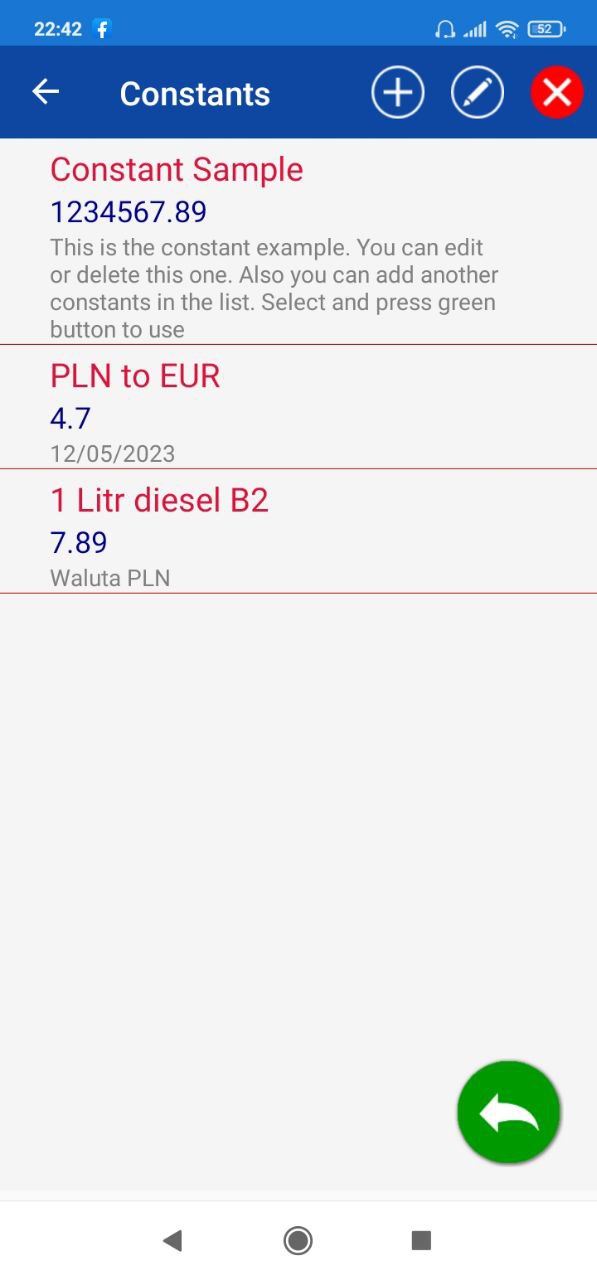 22:42
52
Constants
Constant Sample
1234567.89
This is the constant example. You can edit
or delete this one. Also you can add another
constants in the list. Select and press green
button to use
PLN to EUR
4.7
12/05/2023
1 Litr diesel B2
7.89
Waluta PLN